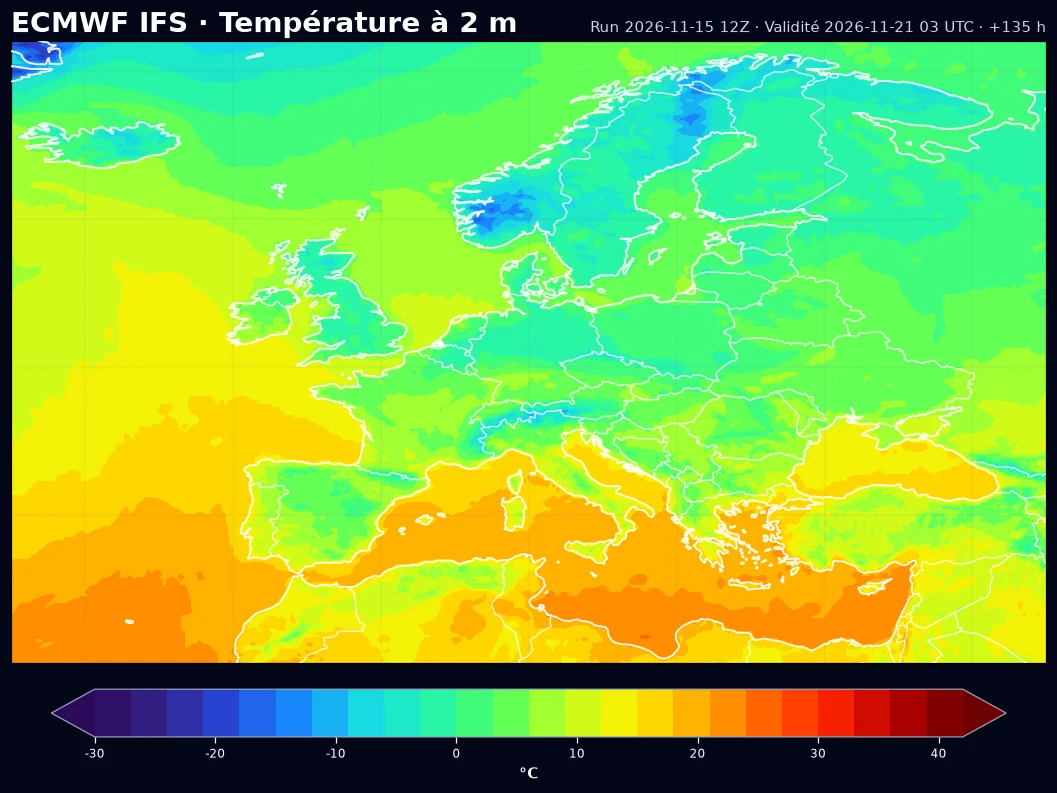 ECMWF IFS · Température à 2 m
Run 2026-11-15 12Z · Validité 2026-11-21 03 UTC · +135 h
-30 -20 -10 0 10 20 30 40
°C